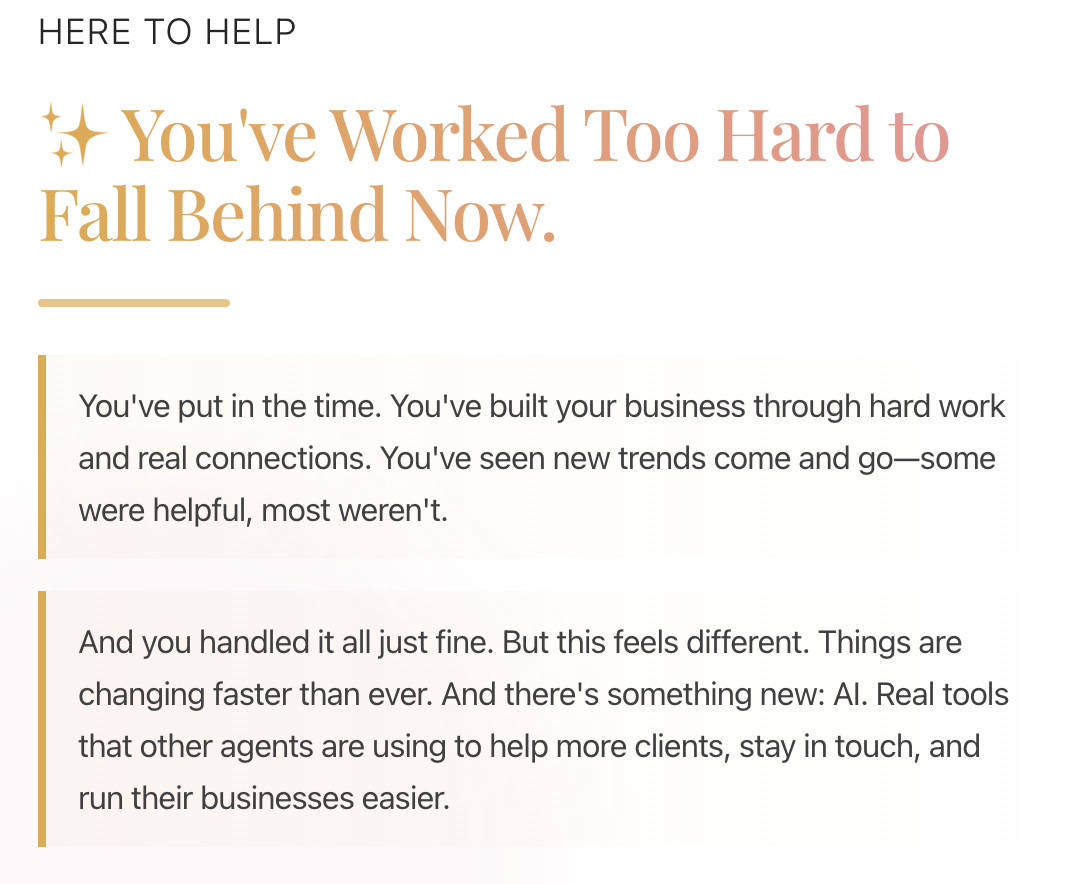 HERE TO HELP
✨ You've Worked Too Hard to
Fall Behind Now.
You've put in the time. You've built your business through hard work
and real connections. You've seen new trends come and go—some
were helpful, most weren't.
And you handled it all just fine. But this feels different. Things are
changing faster than ever. And there's something new: AI. Real tools
that other agents are using to help more clients, stay in touch, and
run their businesses easier.